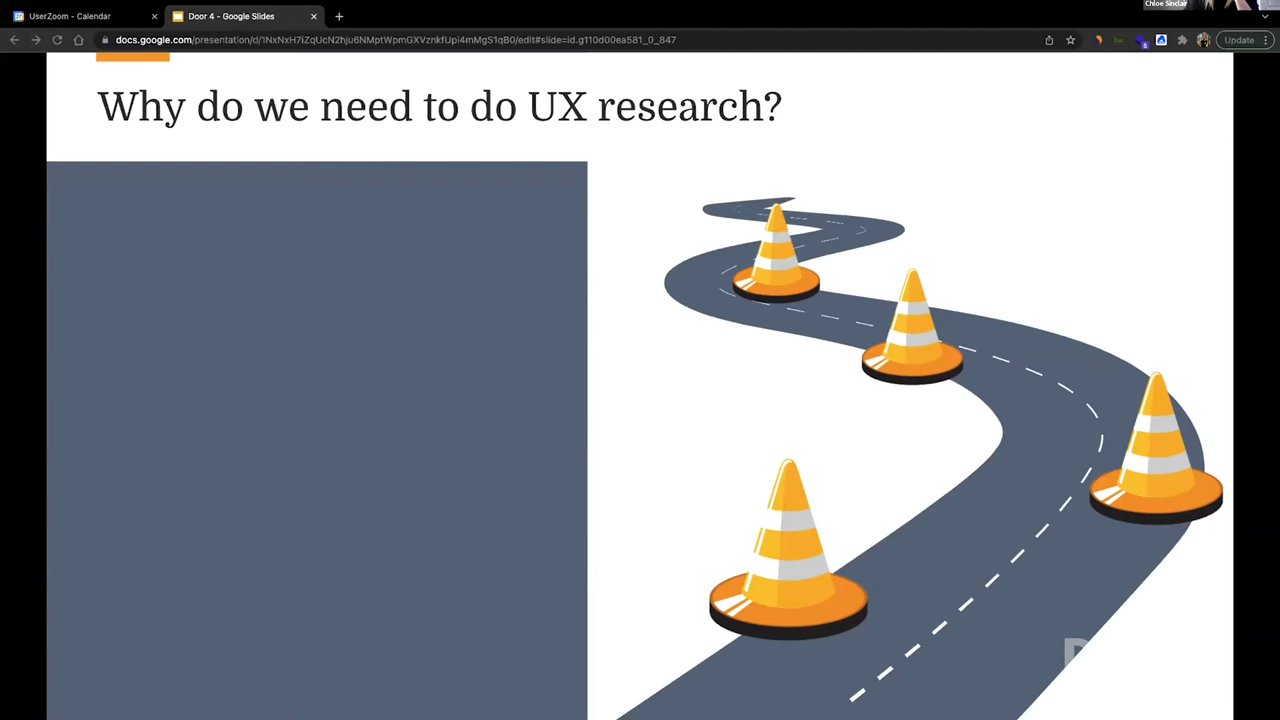 Chloe Sinclair
UserZoom - Calendar
Door 4 - Google Slides
docs.google.com/presentation/d/1NxNxH7iZqUcN2hju6NMptWpmGXVznkfUpi4mMgS1qB0/edit#slide=id.g110d00ea581_0_847
Update
Why do we need to do UX research?